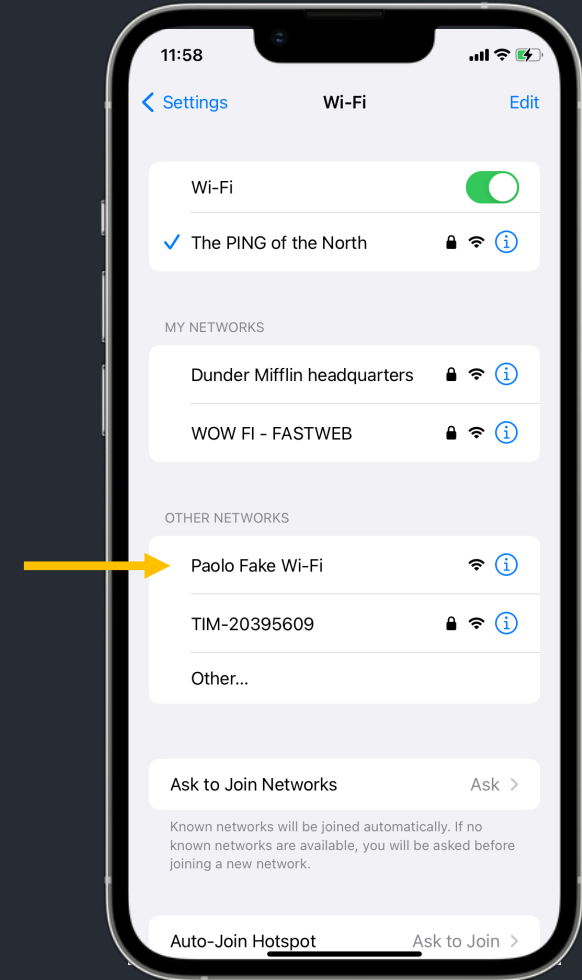 11:58
Settings
Wi-Fi
Edit
Wi-Fi
The PING of the North
MY NETWORKS
Dunder Mifflin headquarters
WOW FI - FASTWEB
OTHER NETWORKS
Paolo Fake Wi-Fi
TIM-20395609
Other...
Ask to Join Networks
Ask
Known networks will be joined automatically. If no
known networks are available, you will be asked before
joining a new network.
Auto-Join Hotspot
Ask to Join